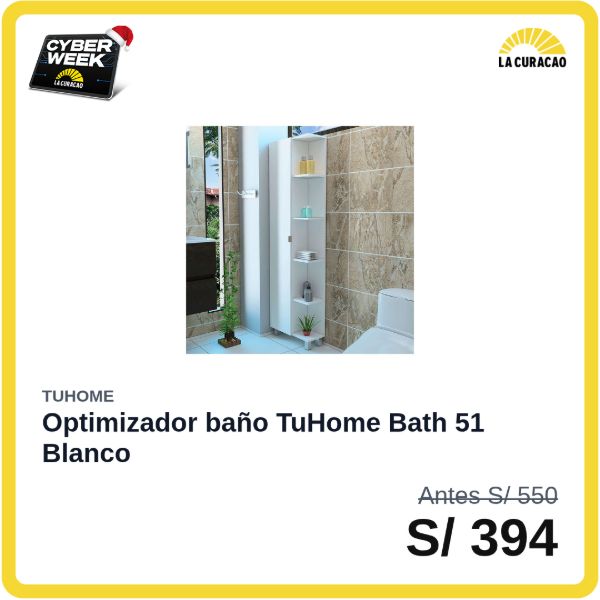 CYBER
WEEK
LA CURACAO
LA CURACAO
TUHOME
Optimizador baño TuHome Bath 51
Blanco
Antes S/ 550
S/ 394